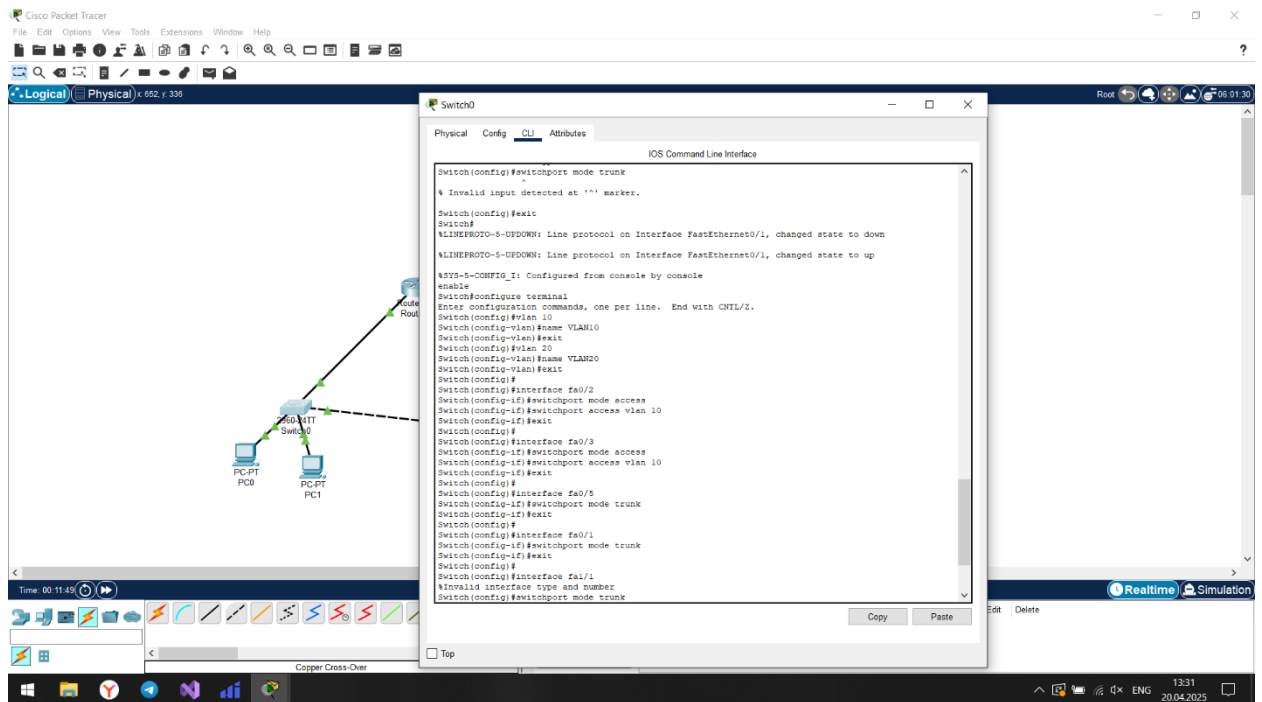 Cisco Packet Tracer
File Edit Options View Tools Extensions Window Help
?
Logical Physical x: 652, y: 336
Root 06:01:30
Switch0
Physical Config CLI Attributes
IOS Command Line Interface
Switch(config)#switchport mode trunk
^
% Invalid input detected at '^' marker.
Switch(config)#exit
Switch#
%LINEPROTO-5-UPDOWN: Line protocol on Interface FastEthernet0/1, changed state to down
%LINEPROTO-5-UPDOWN: Line protocol on Interface FastEthernet0/1, changed state to up
%SYS-5-CONFIG_I: Configured from console by console
enable
Switch#configure terminal
Enter configuration commands, one per line. End with CNTL/Z.
Switch(config)#vlan 10
Switch(config-vlan)#name VLAN10
Switch(config-vlan)#exit
Switch(config)#vlan 20
Switch(config-vlan)#name VLAN20
Switch(config-vlan)#exit
Switch(config)#
Switch(config)#interface fa0/2
Switch(config-if)#switchport mode access
Switch(config-if)#switchport access vlan 10
Switch(config-if)#exit
Switch(config)#
Switch(config)#interface fa0/3
Switch(config-if)#switchport mode access
Switch(config-if)#switchport access vlan 10
Switch(config-if)#exit
Switch(config)#
Switch(config)#interface fa0/5
Switch(config-if)#switchport mode trunk
Switch(config-if)#exit
Switch(config)#
Switch(config)#interface fa0/1
Switch(config-if)#switchport mode trunk
Switch(config-if)#exit
Switch(config)#
Switch(config)#interface fa1/1
%Invalid interface type and number
Switch(config)#switchport mode trunk
Copy Paste
Top
Route
Rout
2960-24TT
Switch0
PC-PT
PC0
PC-PT
PC1
Time: 00:11:49
Realtime Simulation
Edit Delete
Copper Cross-Over
ENG
13:31
20.04.2025